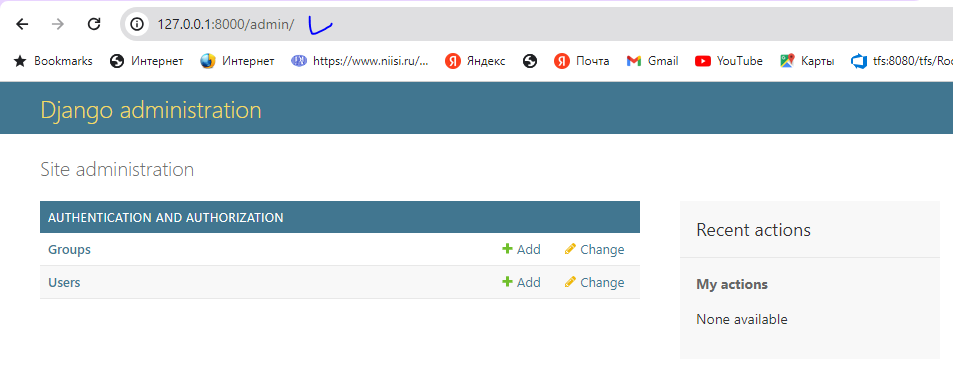 127.0.0.1:8000/admin/
Bookmarks Интернет Интернет https://www.niisi.ru/... Яндекс Почта Gmail YouTube Карты tfs:8080/tfs/Roo
Django administration
Site administration
AUTHENTICATION AND AUTHORIZATION
Groups Add Change
Users Add Change
Recent actions
My actions
None available